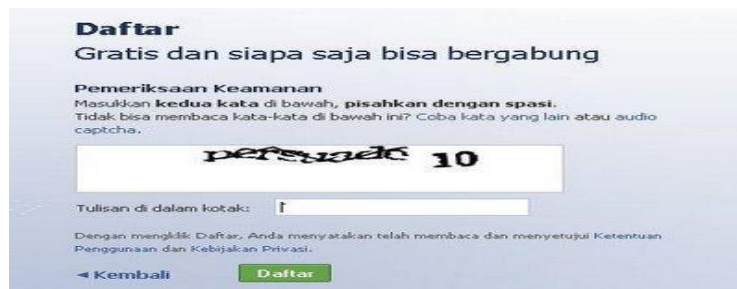 Daftar
Gratis dan siapa saja bisa bergabung
Pemeriksaan Keamanan
Masukkan kedua kata di bawah, pisahkan dengan spasi.
Tidak bisa membaca kata-kata di bawah ini? Coba kata yang lain atau audio
captcha.
persuade 10
Tulisan di dalam kotak:
Dengan mengklik Daftar, Anda menyatakan telah membaca dan menyetujui Ketentuan
Penggunaan dan Kebijakan Privasi.
Kembali
Daftar